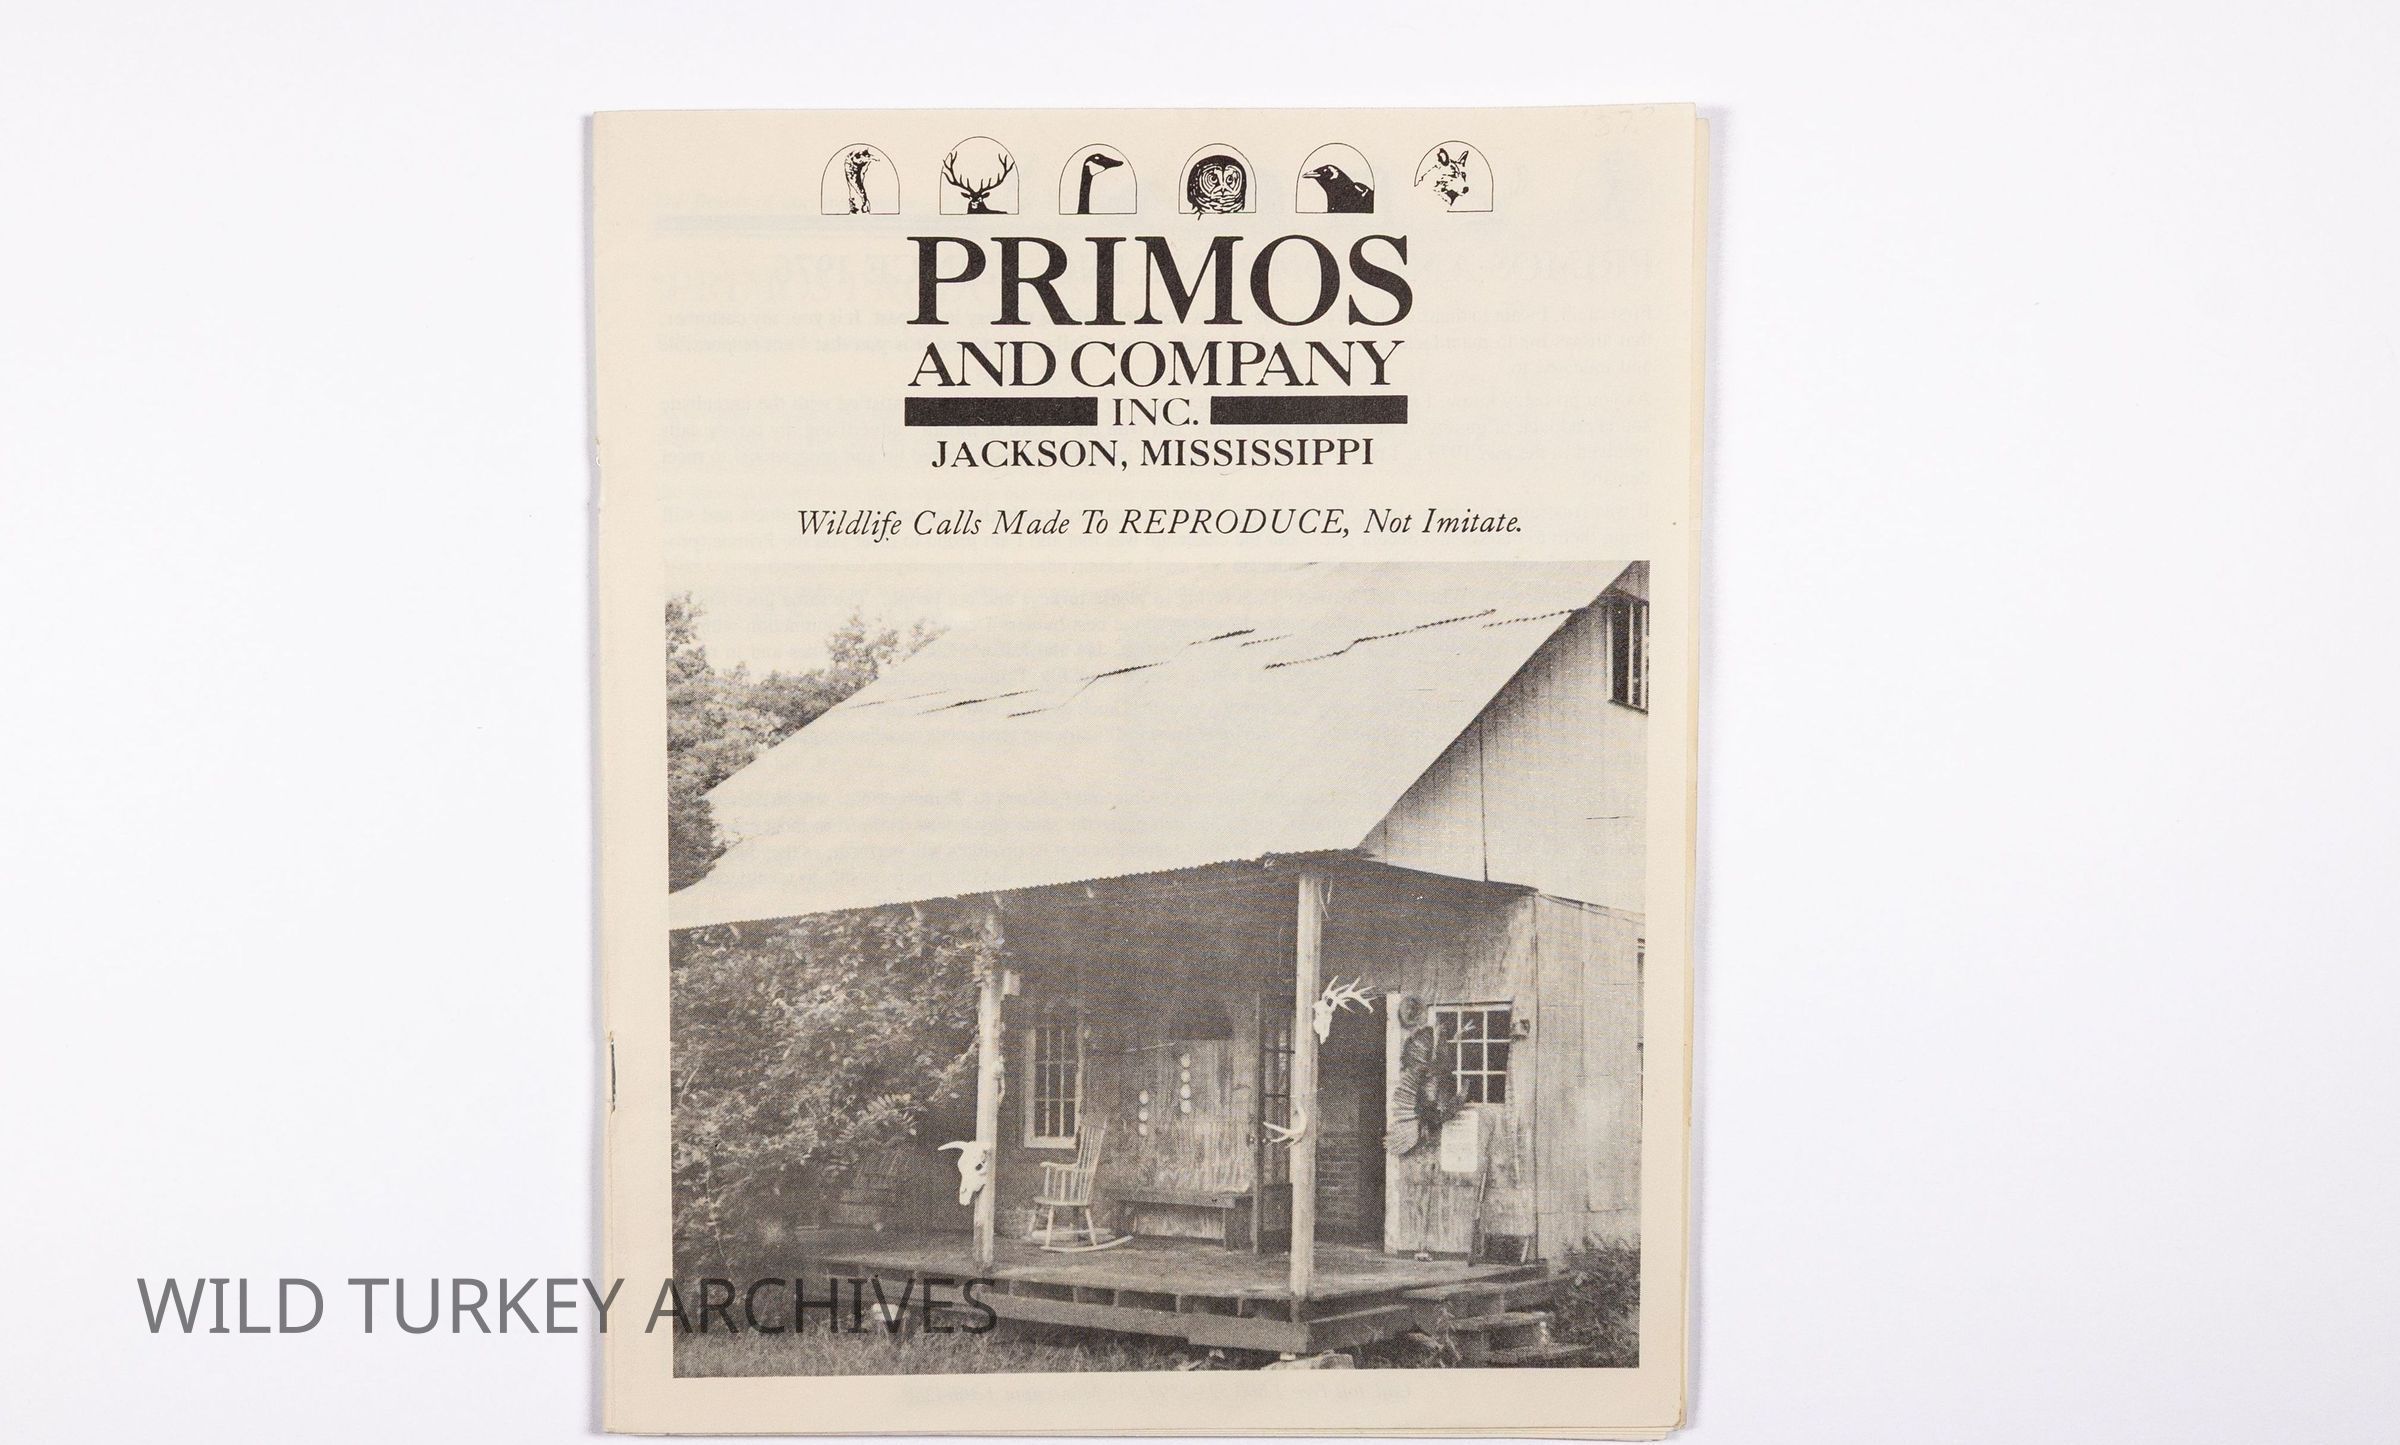 PRIMOS
AND COMPANY
INC.
JACKSON, MISSISSIPPI
Wildlife Calls Made To REPRODUCE, Not Imitate.
WILD TURKEY ARCHIVES